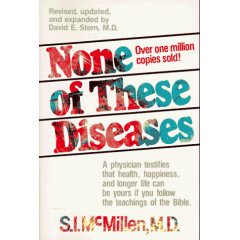 Revised, updated,
and expanded by
David E. Stern, M.D.
Over one million
copies sold!
None
of These
Diseases
A physician testifies
that health, happiness,
and longer life can
be yours if you follow
the teachings of the Bible.
S.I. McMillen, M.D.